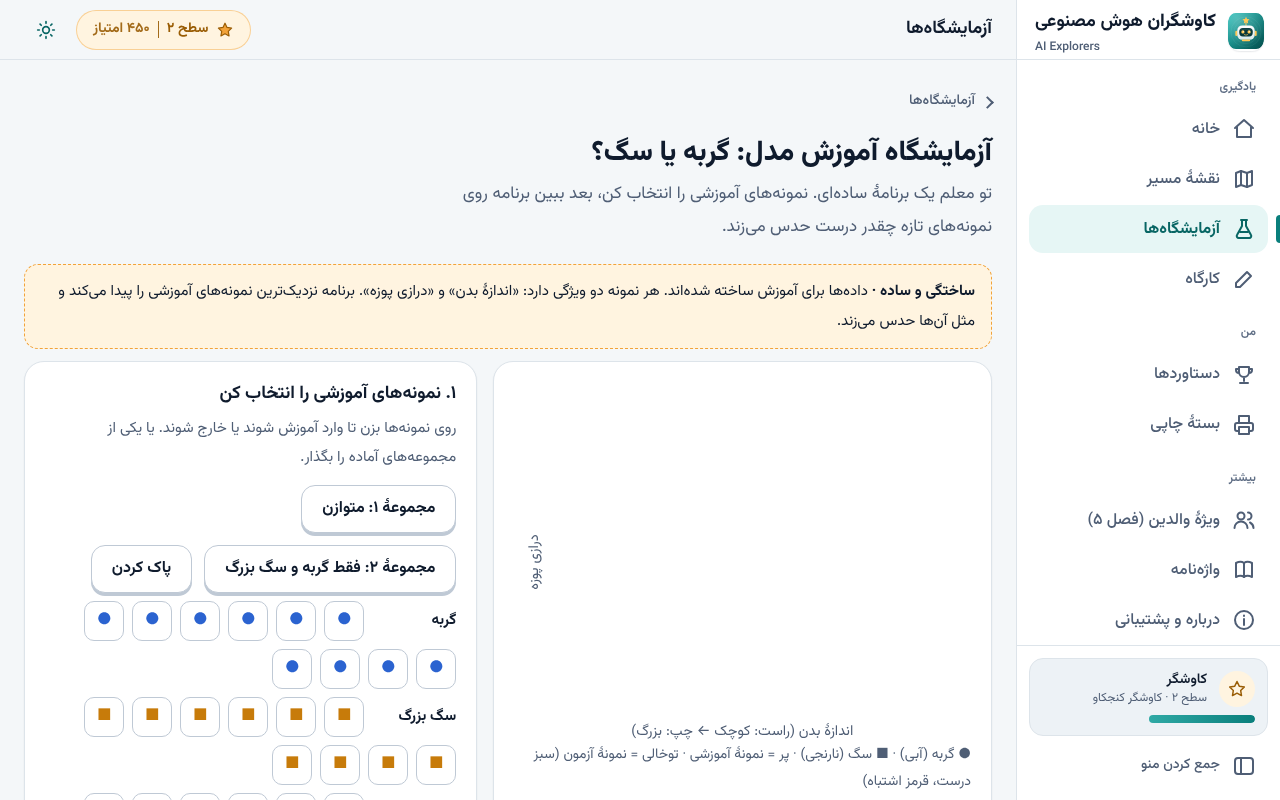 کاوشگران هوش مصنوعی
AI Explorers
یادگیری
خانه
نقشهٔ مسیر
آزمایشگاه‌ها
کارگاه
من
دستاوردها
بستهٔ چاپی
بیشتر
ویژهٔ والدین (فصل ۵)
واژه‌نامه
درباره و پشتیبانی
کاوشگر
سطح ۲ · کاوشگر کنجکاو
جمع کردن منو
آزمایشگاه‌ها
سطح ۲ | ۴۵۰ امتیاز
آزمایشگاه‌ها
آزمایشگاه آموزش مدل: گربه یا سگ؟
تو معلم یک برنامهٔ ساده‌ای. نمونه‌های آموزشی را انتخاب کن، بعد ببین برنامه روی
نمونه‌های تازه چقدر درست حدس می‌زند.
ساختگی و ساده · داده‌ها برای آموزش ساخته شده‌اند. هر نمونه دو ویژگی دارد: «اندازهٔ بدن» و «درازی پوزه». برنامه نزدیک‌ترین نمونه‌های آموزشی را پیدا می‌کند و
مثل آن‌ها حدس می‌زند.
درازی پوزه
اندازهٔ بدن (راست: کوچک ← چپ: بزرگ)
● گربه (آبی) · ■ سگ (نارنجی) · پر = نمونهٔ آموزشی · توخالی = نمونهٔ آزمون (سبز
درست، قرمز اشتباه)
۱. نمونه‌های آموزشی را انتخاب کن
روی نمونه‌ها بزن تا وارد آموزش شوند یا خارج شوند. یا یکی از
مجموعه‌های آماده را بگذار.
مجموعهٔ ۱: متوازن
مجموعهٔ ۲: فقط گربه و سگ بزرگ
پاک کردن
گربه
سگ بزرگ